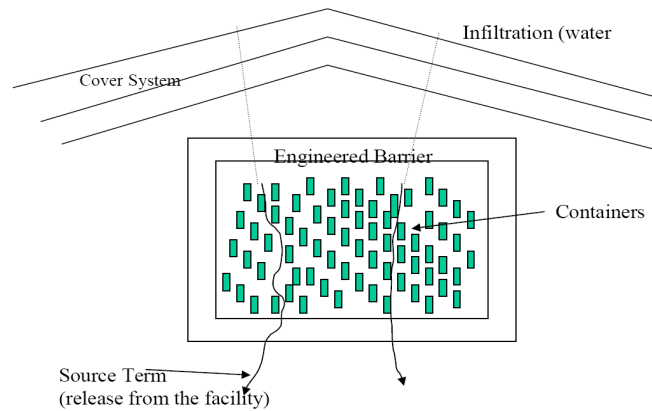 Infiltration (water
Cover System
Engineered Barrier
Containers
Source Term
(release from the facility)